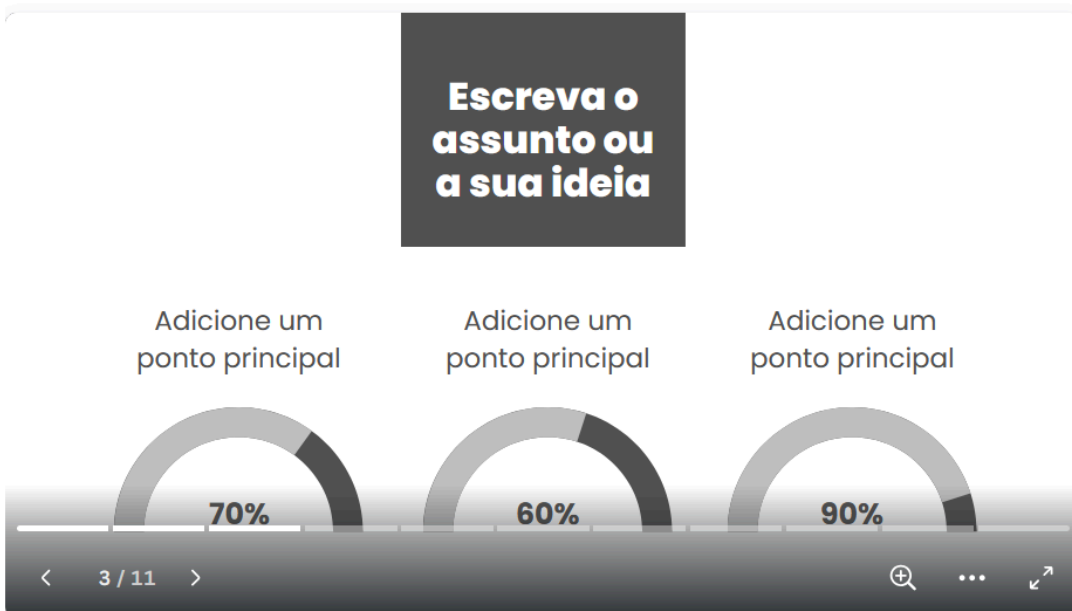 Escreva o
assunto ou
a sua ideia
Adicione um
ponto principal
Adicione um
ponto principal
Adicione um
ponto principal
70%
60%
90%
3 / 11